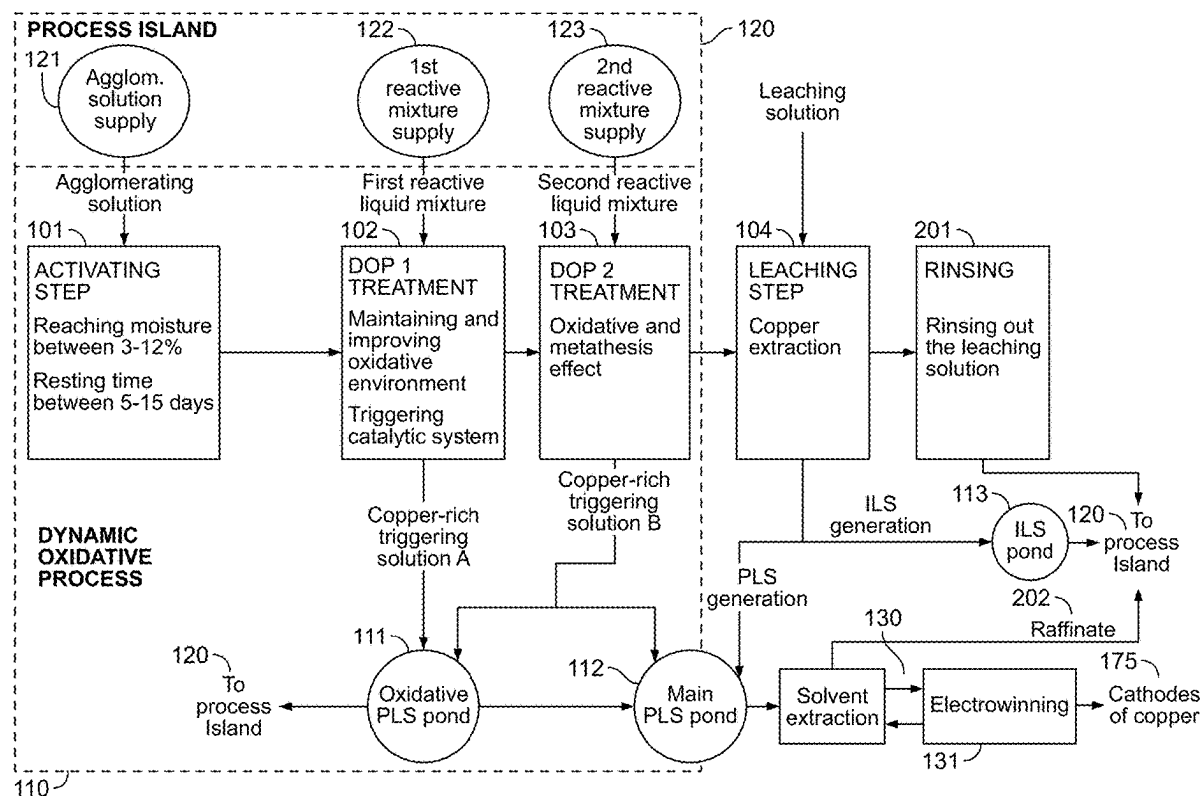 PROCESS ISLAND
121
Agglom.
solution
supply
122
1st
reactive
mixture
supply
123
2nd
reactive
mixture
supply
120
Leaching
solution
Agglomerating
solution
First reactive
liquid mixture
Second reactive
liquid mixture
101
ACTIVATING
STEP
Reaching moisture
between 3-12%
Resting time
between 5-15 days
102
DOP 1
TREATMENT
Maintaining and
improving
oxidative
environment
Triggering
catalytic system
103
DOP 2
TREATMENT
Oxidative and
metathesis
effect
104
LEACHING
STEP
Copper
extraction
201
RINSING
Rinsing out
the leaching
solution
DYNAMIC
OXIDATIVE
PROCESS
Copper-rich
triggering
solution A
Copper-rich
triggering
solution B
ILS
generation
113
ILS
pond
120
To
process
Island
PLS
generation
202
Raffinate
120
To
process
Island
111
Oxidative
PLS pond
112
Main
PLS pond
130
Solvent
extraction
Electrowinning
131
175
Cathodes
of copper
110